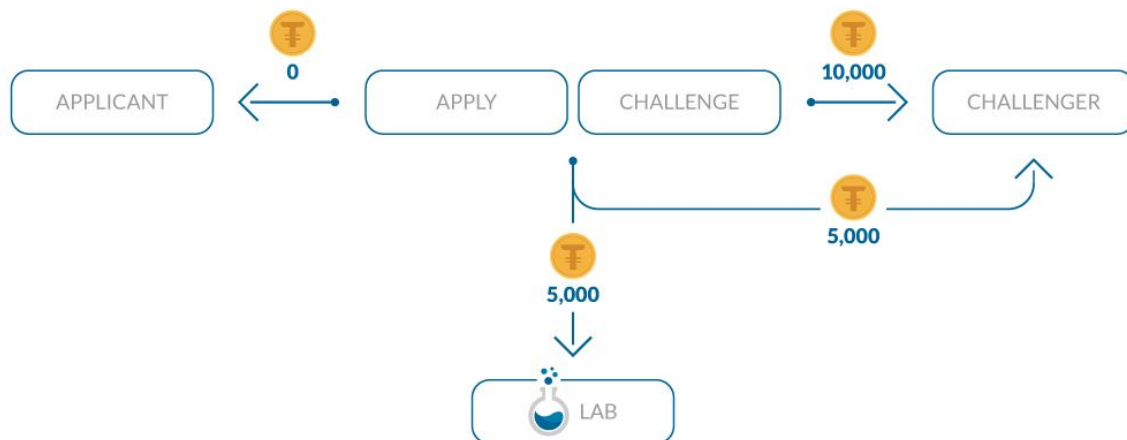 0
10,000
APPLICANT
APPLY
CHALLENGE
CHALLENGER
5,000
5,000
LAB